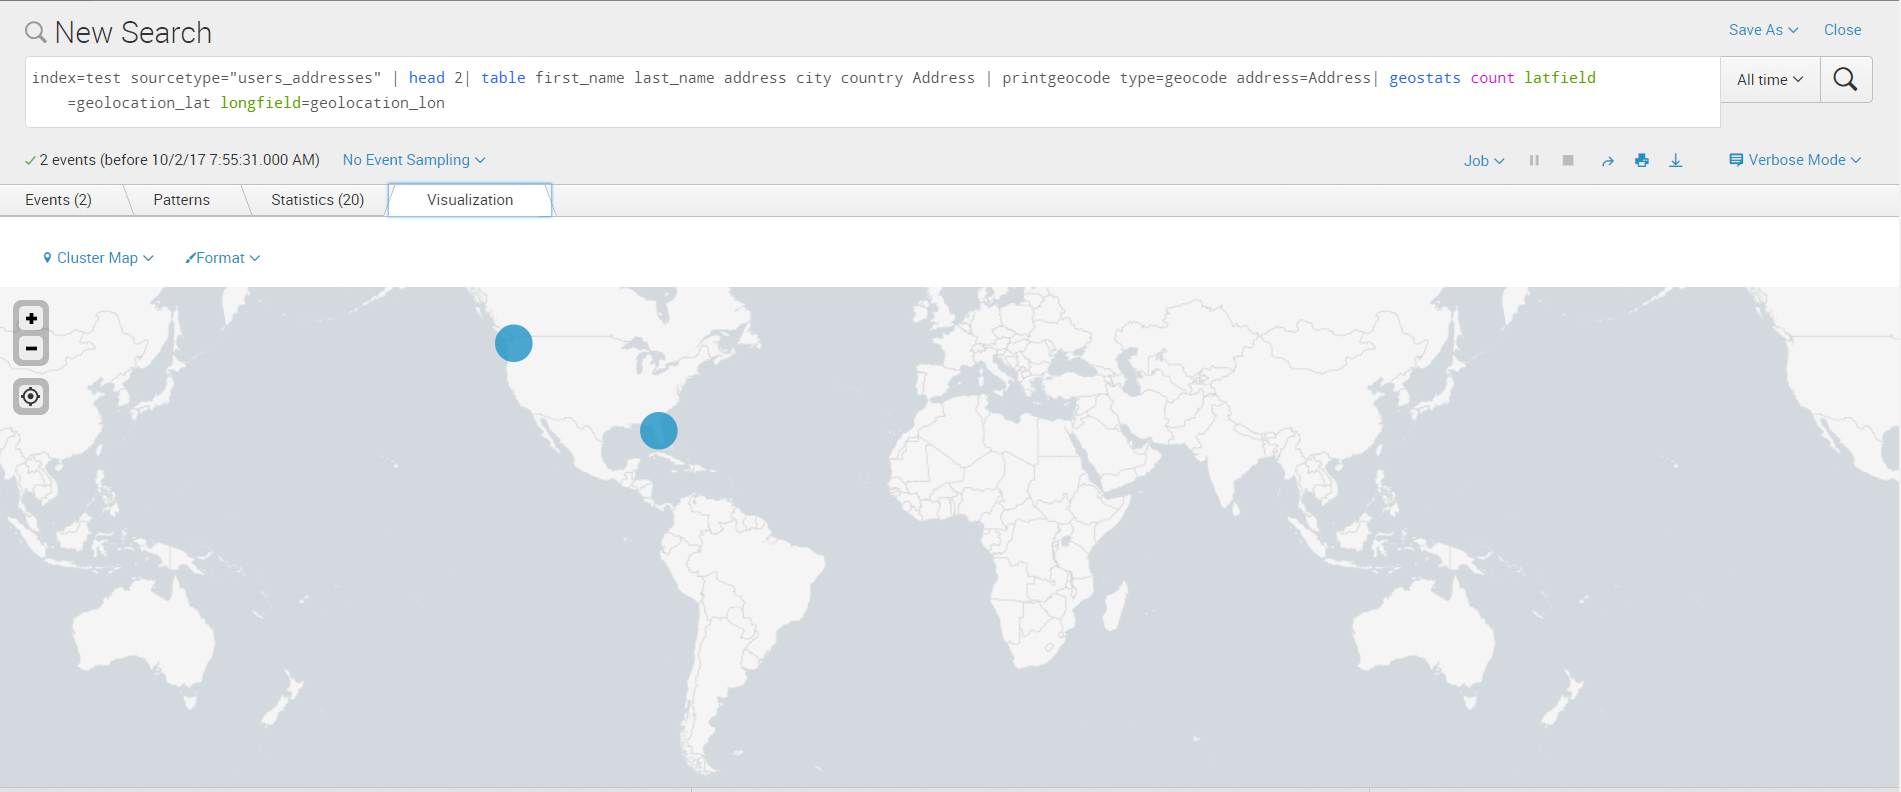 New Search
Save As
Close
index=test sourcetype="users_addresses" | head 2| table first_name last_name address city country Address | printgeocode type=geocode address=Address| geostats count latfield
=geolocation_lat longfield=geolocation_lon
All time
2 events (before 10/2/17 7:55:31.000 AM)
No Event Sampling
Job
Verbose Mode
Events (2)
Patterns
Statistics (20)
Visualization
Cluster Map
Format